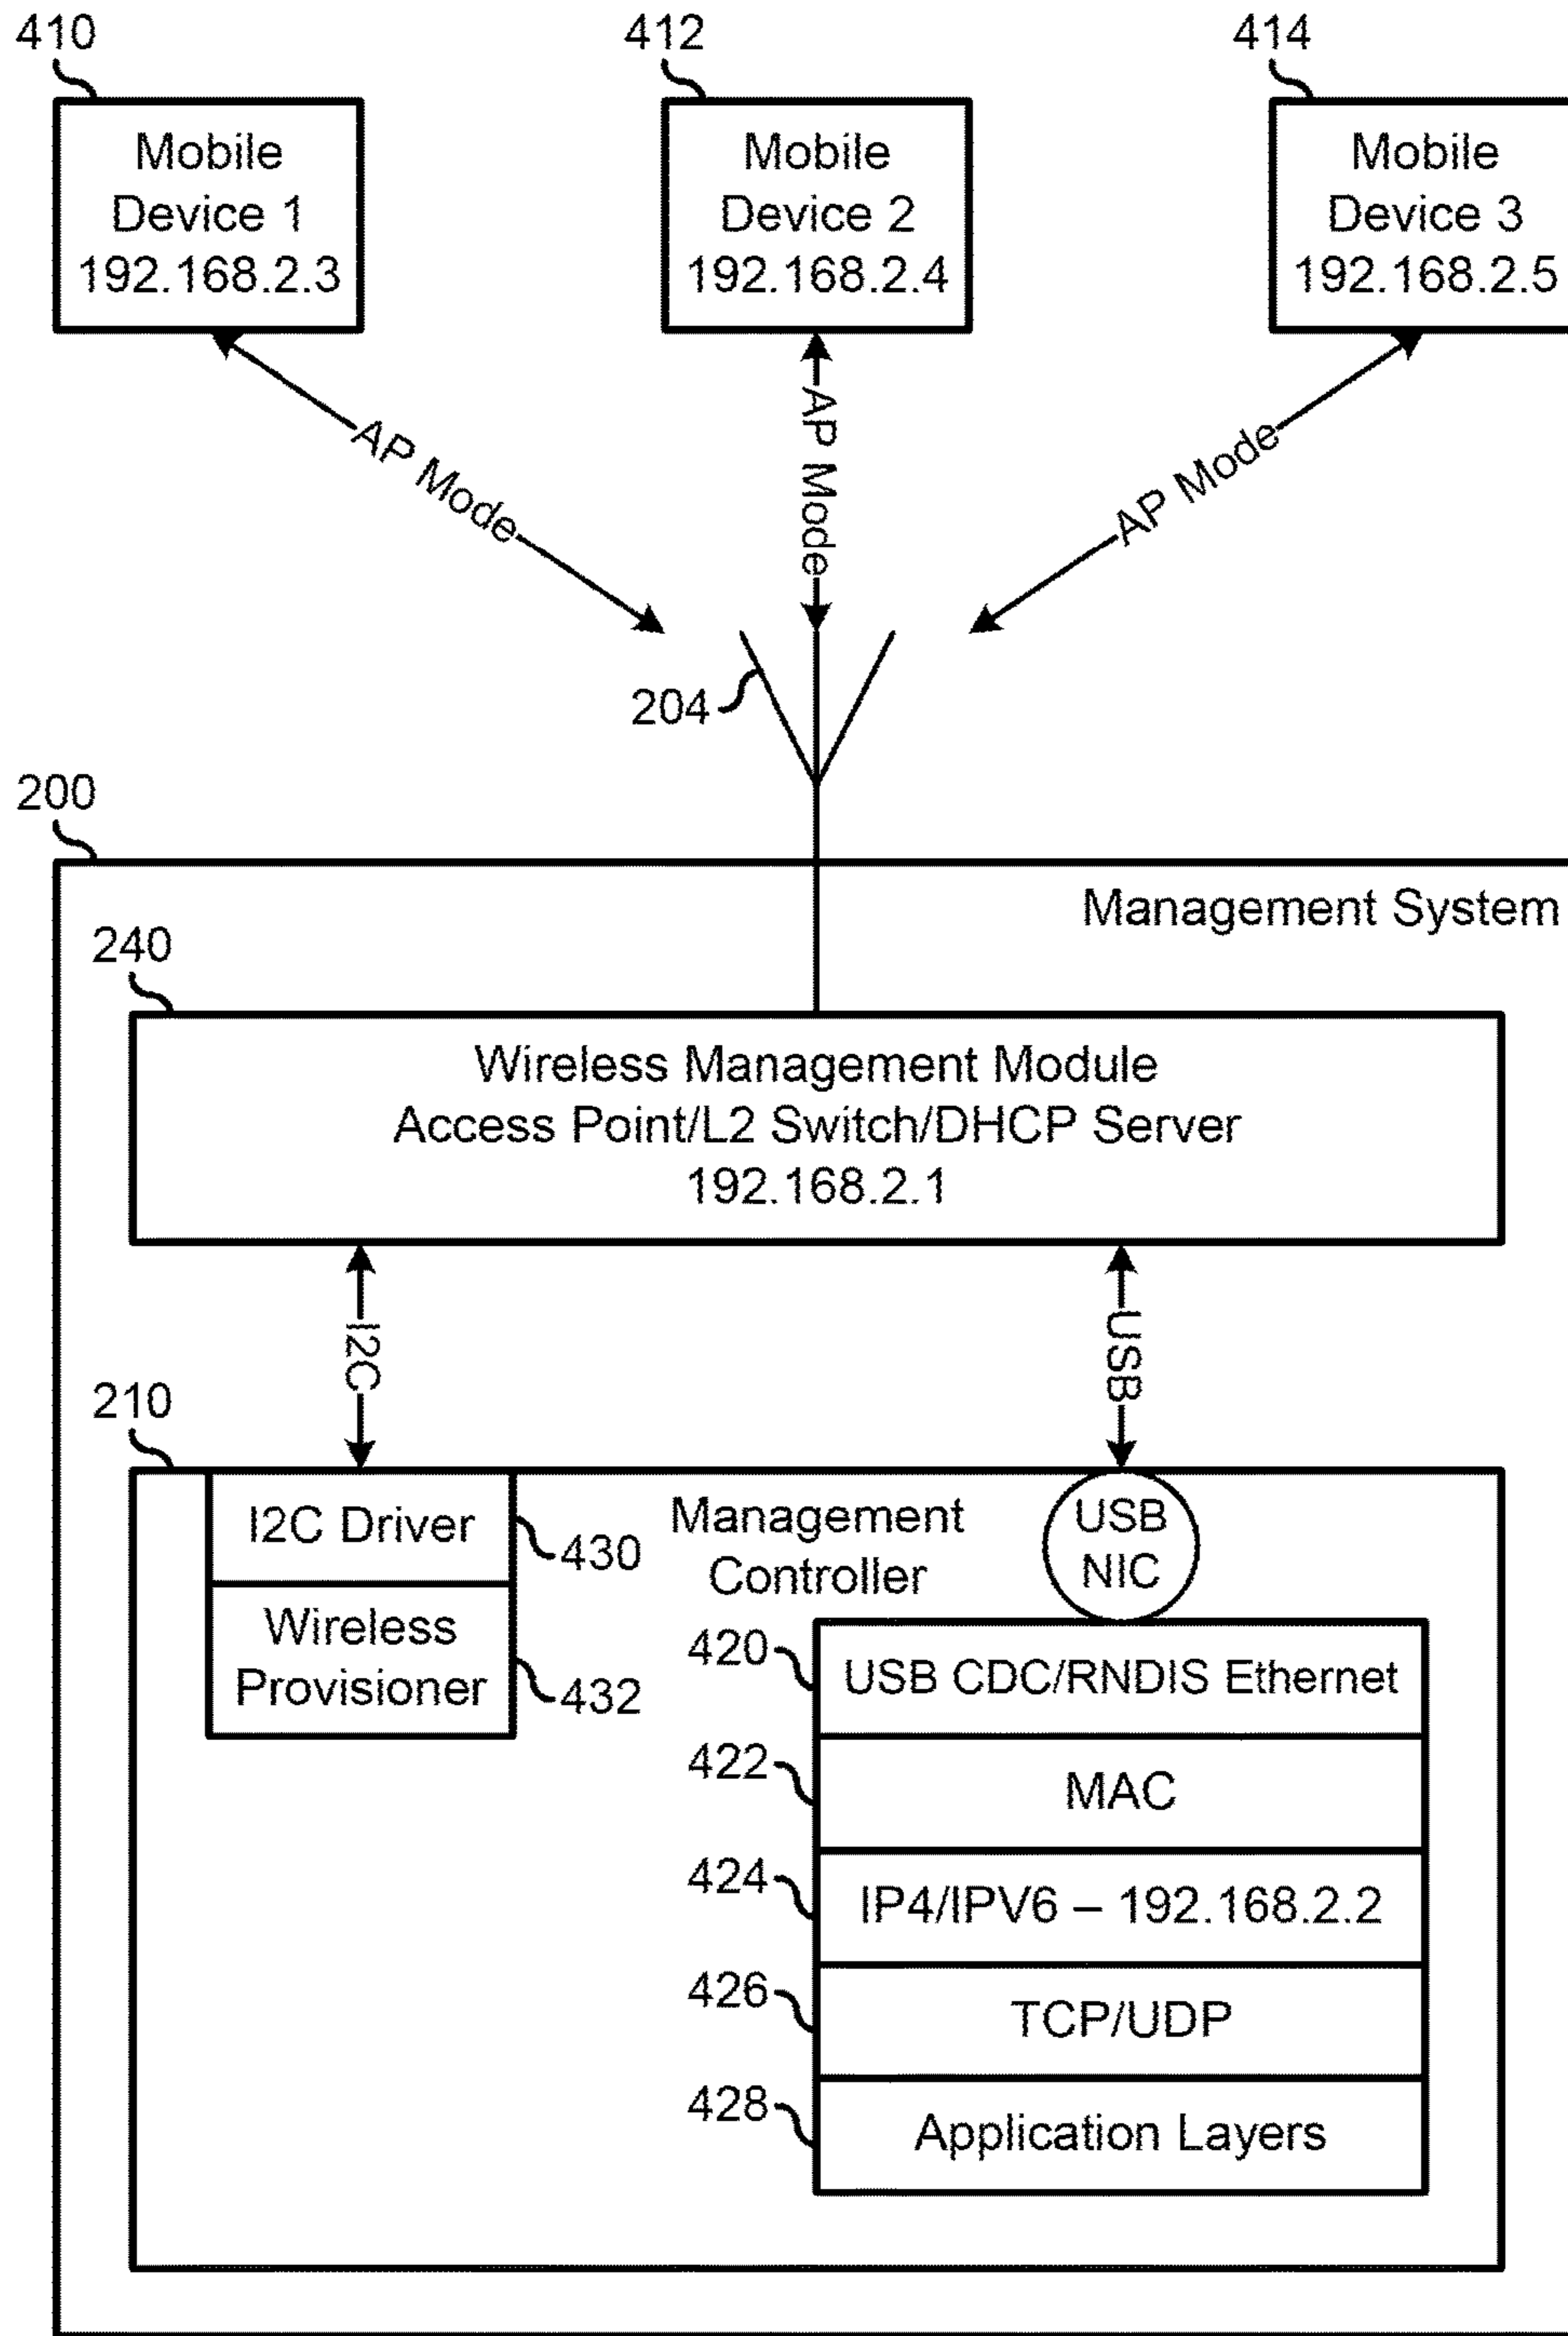 410
412
414
Mobile
Device 1
192.168.2.3
Mobile
Device 2
192.168.2.4
Mobile
Device 3
192.168.2.5
AP Mode
AP Mode
AP Mode
204
200
Management System
240
Wireless Management Module
Access Point/L2 Switch/DHCP Server
192.168.2.1
I2C
USB
210
I2C Driver
430
Wireless
Provisioner
432
Management
Controller
USB
NIC
420
USB CDC/RNDIS Ethernet
422
MAC
424
IP4/IPV6 – 192.168.2.2
426
TCP/UDP
428
Application Layers